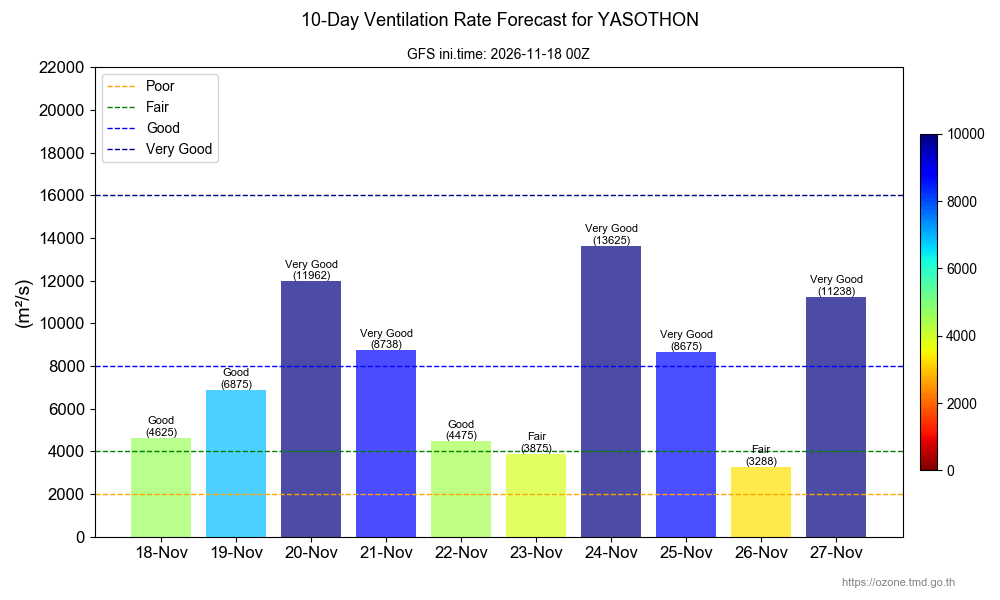 10-Day Ventilation Rate Forecast for YASOTHON
GFS ini.time: 2026-11-18 00Z
(m²/s)
22000
20000
18000
16000
14000
12000
10000
8000
6000
4000
2000
0
Poor
Fair
Good
Very Good
Good
(4625)
Good
(6875)
Very Good
(11962)
Very Good
(8738)
Good
(4475)
Fair
(3875)
Very Good
(13625)
Very Good
(8675)
Fair
(3288)
Very Good
(11238)
18-Nov 19-Nov 20-Nov 21-Nov 22-Nov 23-Nov 24-Nov 25-Nov 26-Nov 27-Nov
10000
8000
6000
4000
2000
0
https://ozone.tmd.go.th